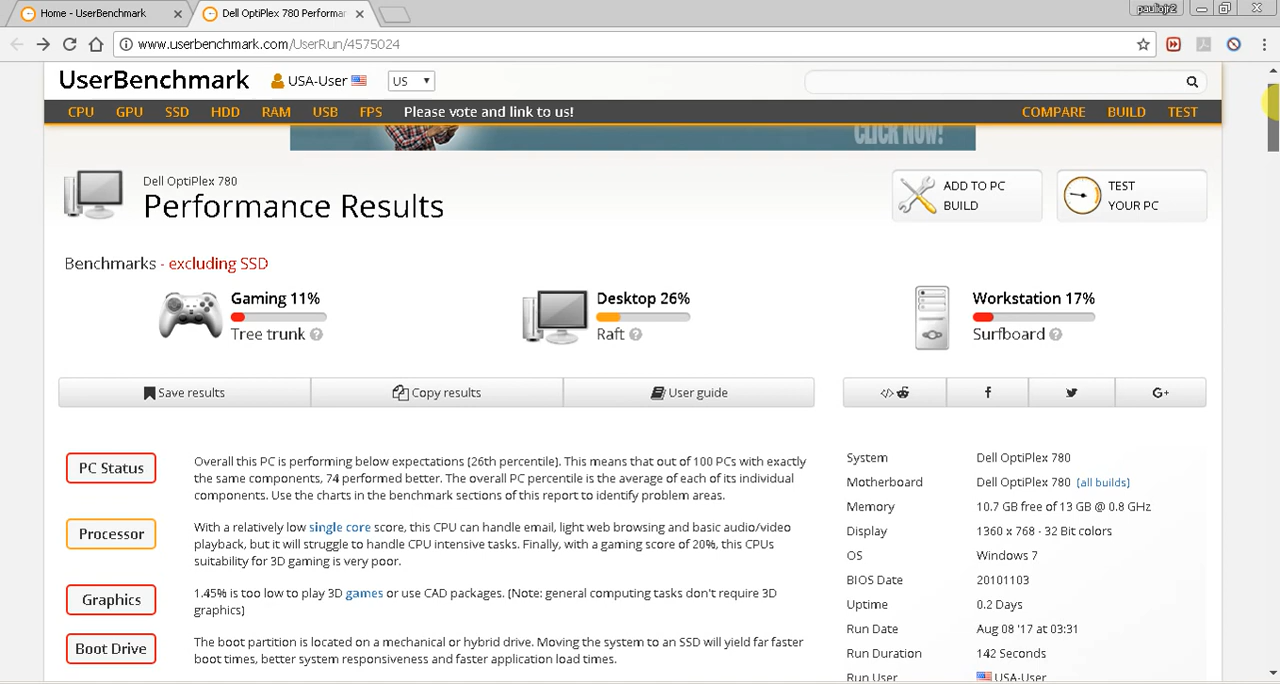 Home - UserBenchmark
Dell OptiPlex 780 Performar
pauliojr2
www.userbenchmark.com/UserRun/4575024
UserBenchmark
USA-User
US
CPU GPU SSD HDD RAM USB FPS Please vote and link to us! COMPARE BUILD TEST
CLICK NOW!
Dell OptiPlex 780
Performance Results
ADD TO PC
BUILD
TEST
YOUR PC
Benchmarks - excluding SSD
Gaming 11%
Tree trunk
Desktop 26%
Raft
Workstation 17%
Surfboard
Save results
Copy results
User guide
G+
PC Status
Overall this PC is performing below expectations (26th percentile). This means that out of 100 PCs with exactly
the same components, 74 performed better. The overall PC percentile is the average of each of its individual
components. Use the charts in the benchmark sections of this report to identify problem areas.
Processor
With a relatively low single core score, this CPU can handle email, light web browsing and basic audio/video
playback, but it will struggle to handle CPU intensive tasks. Finally, with a gaming score of 20%, this CPUs
suitability for 3D gaming is very poor.
Graphics
1.45% is too low to play 3D games or use CAD packages. (Note: general computing tasks don't require 3D
graphics)
Boot Drive
The boot partition is located on a mechanical or hybrid drive. Moving the system to an SSD will yield far faster
boot times, better system responsiveness and faster application load times.
System Dell OptiPlex 780
Motherboard Dell OptiPlex 780 (all builds)
Memory 10.7 GB free of 13 GB @ 0.8 GHz
Display 1360 x 768 - 32 Bit colors
OS Windows 7
BIOS Date 20101103
Uptime 0.2 Days
Run Date Aug 08 '17 at 03:31
Run Duration 142 Seconds
Run User USA-User